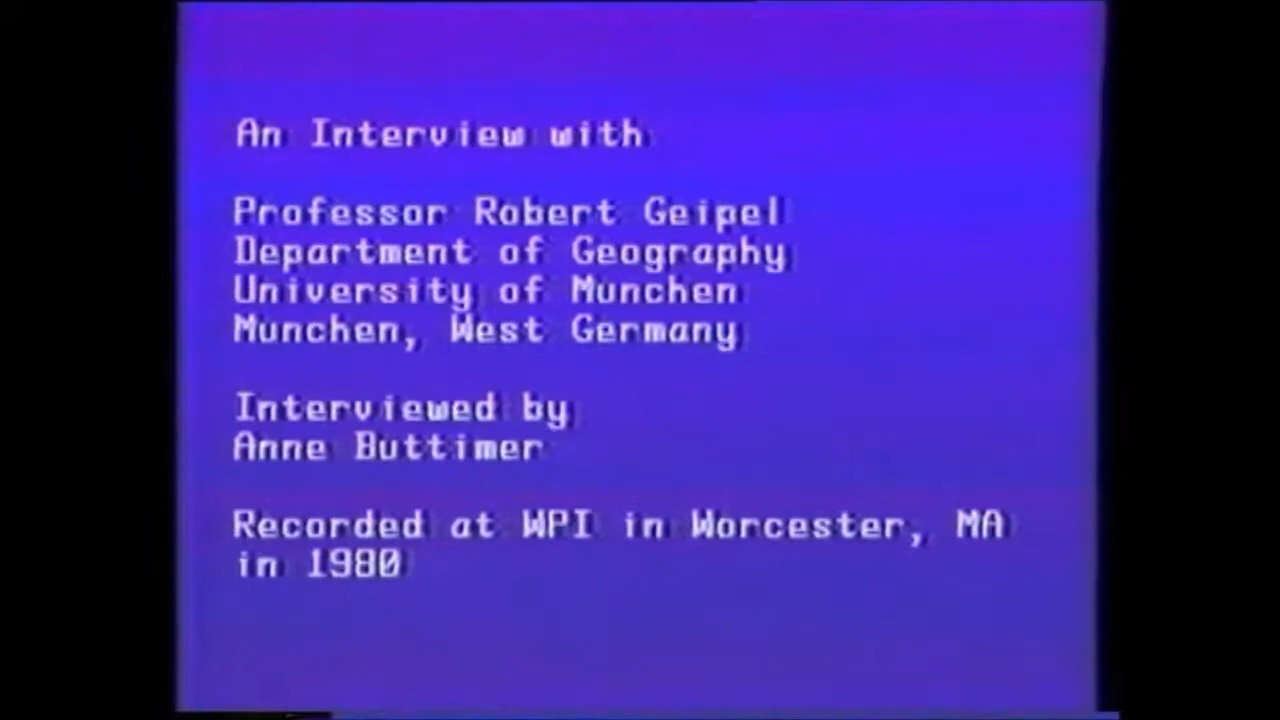 An Interview with
Professor Robert Geipel
Department of Geography
University of Munchen
Munchen, West Germany
Interviewed by
Anne Buttimer
Recorded at WPI in Worcester, MA
in 1980